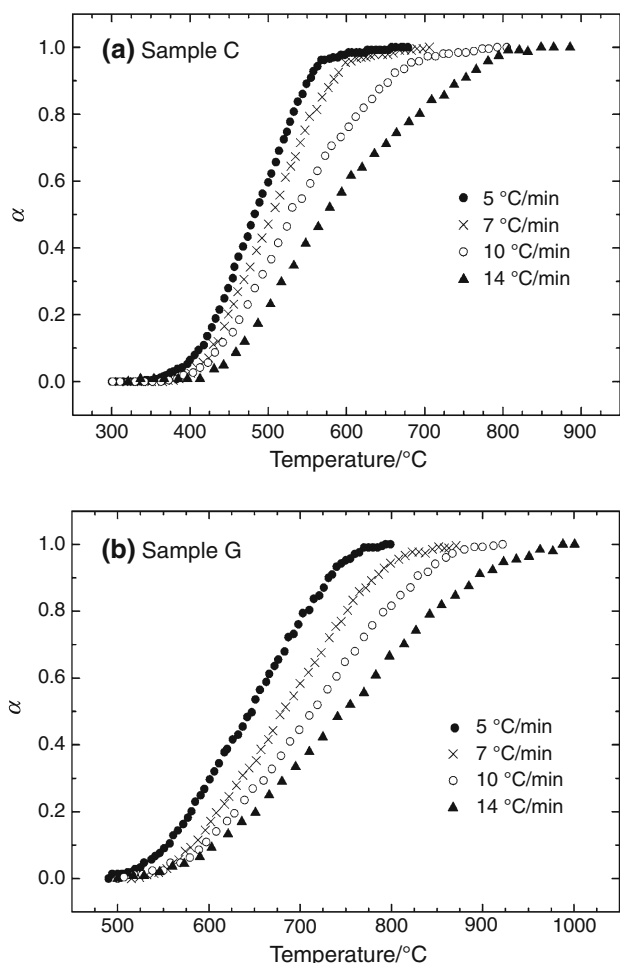 (a) Sample C
1.0
0.8
0.6
0.4
0.2
0.0
α
5 °C/min
7 °C/min
10 °C/min
14 °C/min
300 400 500 600 700 800 900
Temperature/°C
(b) Sample G
1.0
0.8
0.6
0.4
0.2
0.0
α
5 °C/min
7 °C/min
10 °C/min
14 °C/min
500 600 700 800 900 1000
Temperature/°C